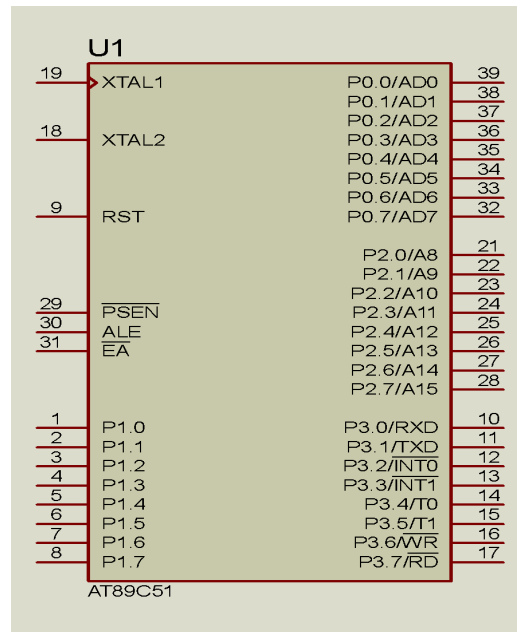 U1
19 XTAL1 P0.0/AD0 39
P0.1/AD1 38
P0.2/AD2 37
18 XTAL2 P0.3/AD3 36
P0.4/AD4 35
P0.5/AD5 34
P0.6/AD6 33
9 RST P0.7/AD7 32
P2.0/A8 21
P2.1/A9 22
P2.2/A10 23
29 PSEN P2.3/A11 24
30 ALE P2.4/A12 25
31 EA P2.5/A13 26
P2.6/A14 27
P2.7/A15 28
1 P1.0 P3.0/RXD 10
2 P1.1 P3.1/TXD 11
3 P1.2 P3.2/INT0 12
4 P1.3 P3.3/INT1 13
5 P1.4 P3.4/T0 14
6 P1.5 P3.5/T1 15
7 P1.6 P3.6/WR 16
8 P1.7 P3.7/RD 17
AT89C51